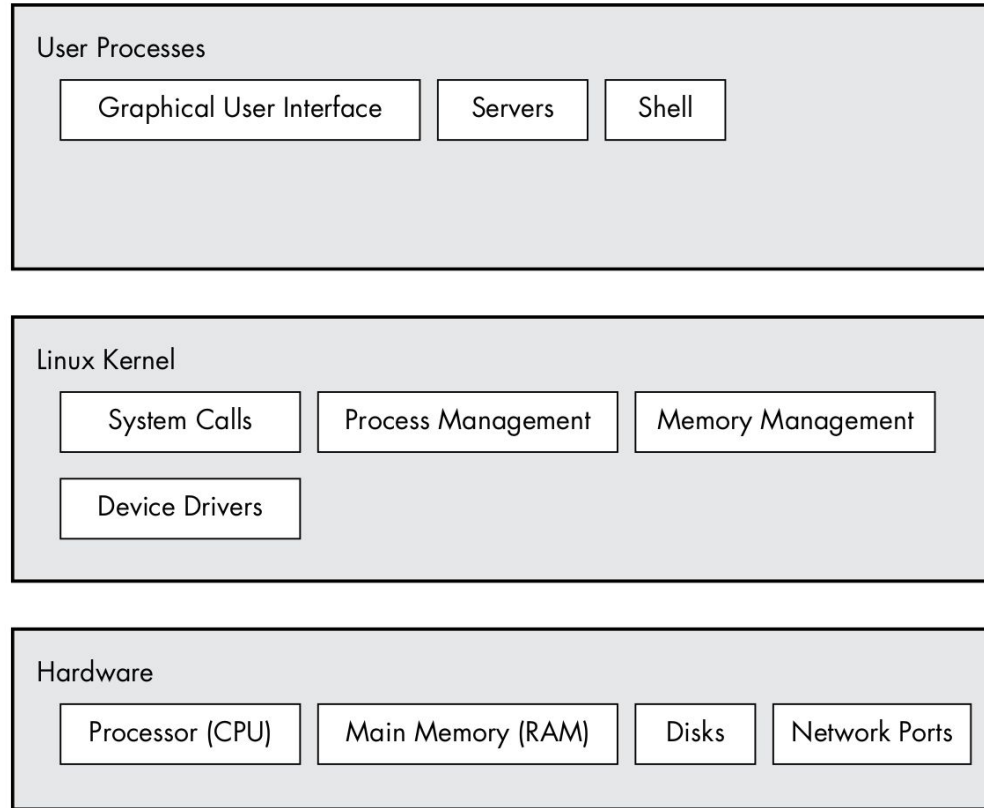 User Processes
Graphical User Interface
Servers
Shell
Linux Kernel
System Calls
Process Management
Memory Management
Device Drivers
Hardware
Processor (CPU)
Main Memory (RAM)
Disks
Network Ports